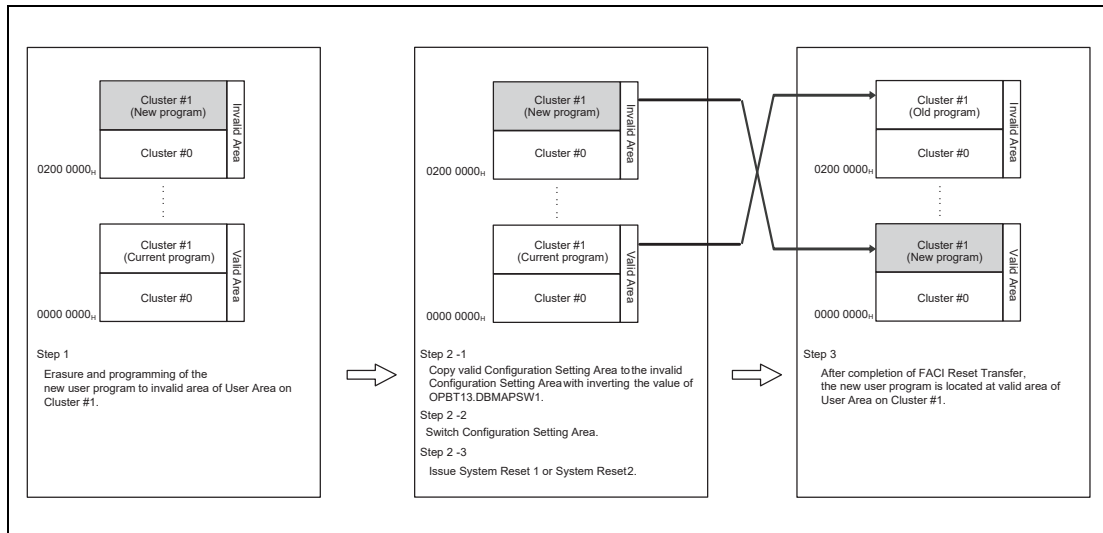 Cluster #1
(New program)
Cluster #0
Invalid Area
0200 0000H
Cluster #1
(Current program)
Cluster #0
Valid Area
0000 0000H
Step 1
Erasure and programming of the
new user program to invalid area of User Area on
Cluster #1.
Cluster #1
(New program)
Cluster #0
Invalid Area
0200 0000H
Cluster #1
(Current program)
Cluster #0
Valid Area
0000 0000H
Step 2 -1
Copy valid Configuration Setting Area to the invalid
Configuration Setting Area with inverting the value of
OPBT13.DBMAPSW1.
Step 2 -2
Switch Configuration Setting Area.
Step 2 -3
Issue System Reset 1 or System Reset2.
Cluster #1
(Old program)
Cluster #0
Invalid Area
0200 0000H
Cluster #1
(New program)
Cluster #0
Valid Area
0000 0000H
Step 3
After completion of FACI Reset Transfer,
the new user program is located at valid area of
User Area on Cluster #1.